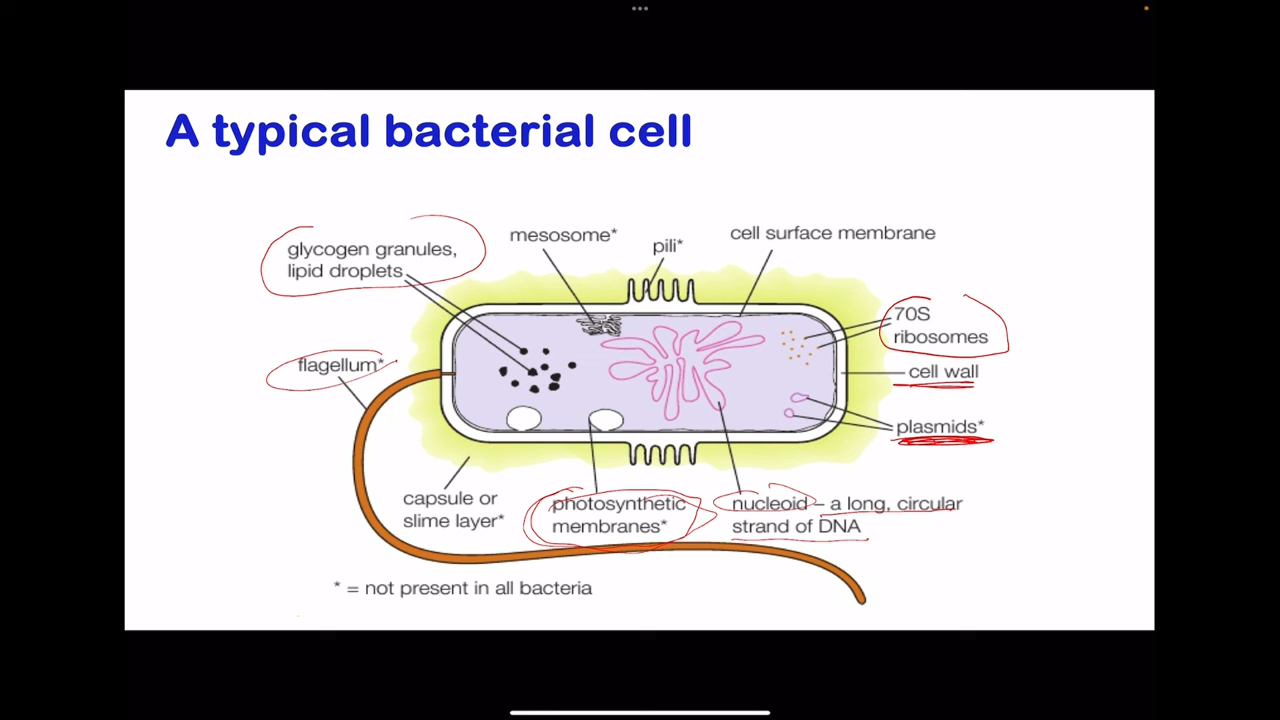 A typical bacterial cell
glycogen granules,
lipid droplets
mesosome*
pili*
cell surface membrane
70S
ribosomes
flagellum*
cell wall
plasmids*
capsule or
slime layer*
photosynthetic
membranes*
nucleoid – a long, circular
strand of DNA
* = not present in all bacteria